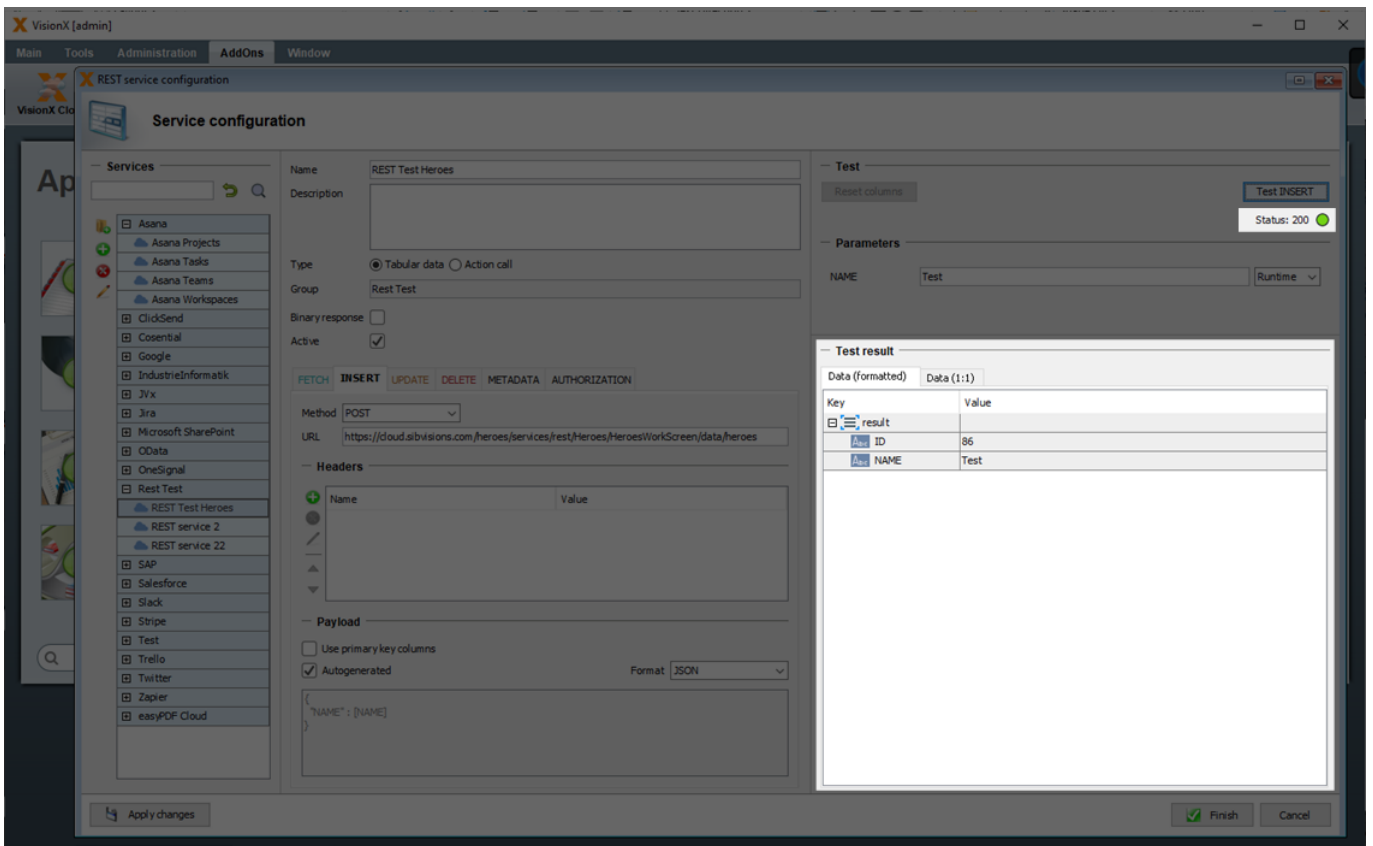 VisionX [admin]
Main Tools Administration AddOns Window
REST service configuration
VisionX Clo
Service configuration
Ap
Services
Asana
Asana Projects
Asana Tasks
Asana Teams
Asana Workspaces
ClickSend
Cosential
Google
IndustrieInformatik
JVx
Jira
Microsoft SharePoint
OData
OneSignal
Rest Test
REST Test Heroes
REST service 2
REST service 22
SAP
Salesforce
Slack
Stripe
Test
Trello
Twitter
Zapier
easyPDF Cloud
Name REST Test Heroes
Description
Type Tabular data Action call
Group Rest Test
Binary response
Active
FETCH INSERT UPDATE DELETE METADATA AUTHORIZATION
Method POST
URL https://cloud.sibvisions.com/heroes/services/rest/Heroes/HeroesWorkScreen/data/heroes
Headers
Name Value
Payload
Use primary key columns
Autogenerated Format JSON
{
"NAME" : [NAME]
}
Test
Reset columns Test INSERT
Status: 200
Parameters
NAME Test Runtime
Test result
Data (formatted) Data (1:1)
Key Value
result
ID 86
NAME Test
Apply changes Finish Cancel